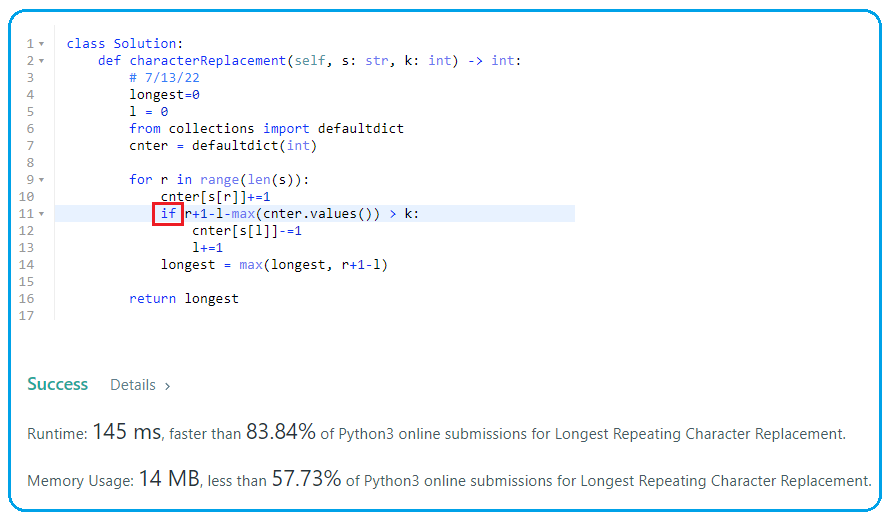 1 class Solution:
2     def characterReplacement(self, s: str, k: int) -> int:
3         # 7/13/22
4         longest=0
5         l = 0
6         from collections import defaultdict
7         cnter = defaultdict(int)
8
9         for r in range(len(s)):
10             cnter[s[r]]+=1
11             if r+1-l-max(cnter.values()) > k:
12                 cnter[s[l]]-=1
13                 l+=1
14             longest = max(longest, r+1-l)
15
16         return longest
17
Success Details >
Runtime: 145 ms, faster than 83.84% of Python3 online submissions for Longest Repeating Character Replacement.
Memory Usage: 14 MB, less than 57.73% of Python3 online submissions for Longest Repeating Character Replacement.